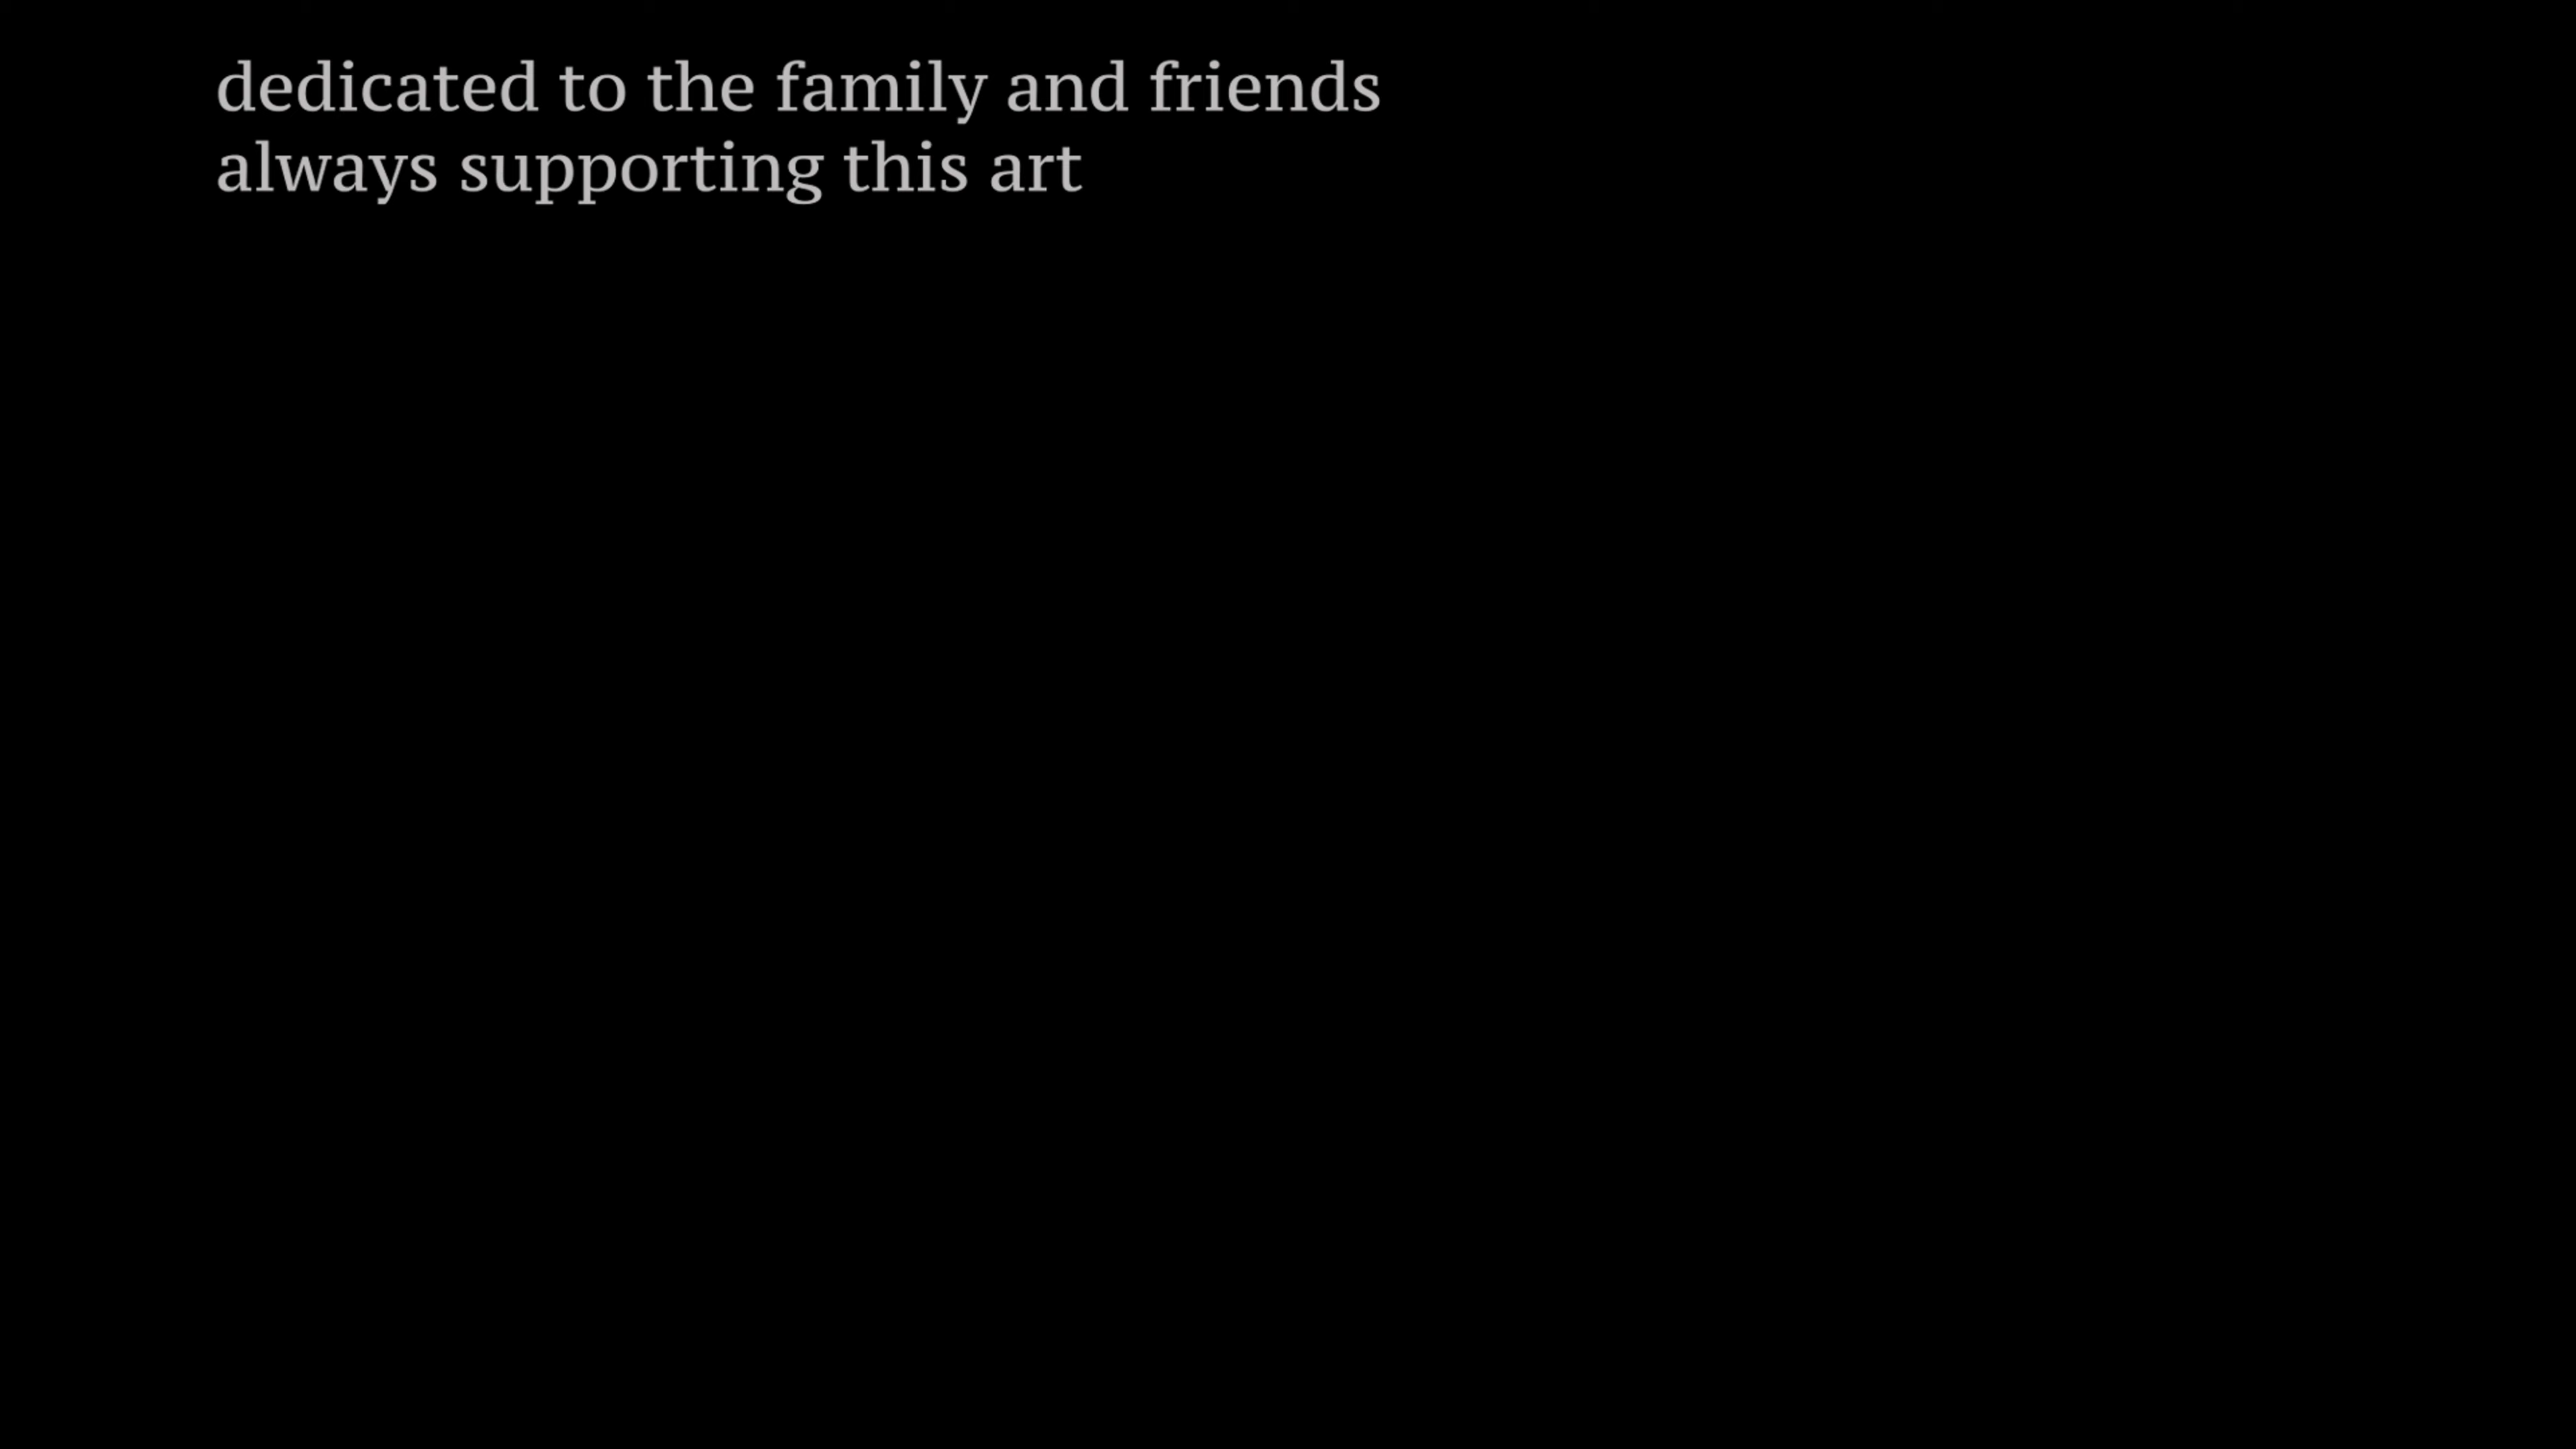 dedicated to the family and friends
always supporting this art